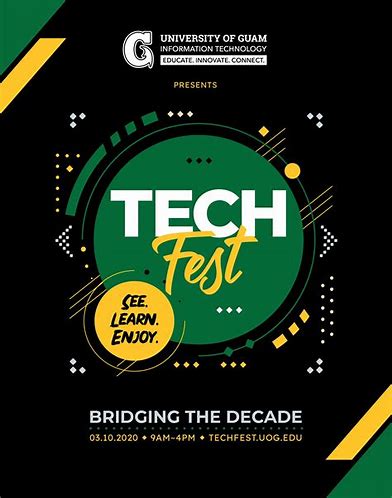 G
UNIVERSITY OF GUAM
INFORMATION TECHNOLOGY
EDUCATE. INNOVATE. CONNECT.
PRESENTS
TECH
Fest
SEE.
LEARN.
ENJOY.
BRIDGING THE DECADE
03.10.2020 ◆ 9AM–4PM ◆ TECHFEST.UOG.EDU